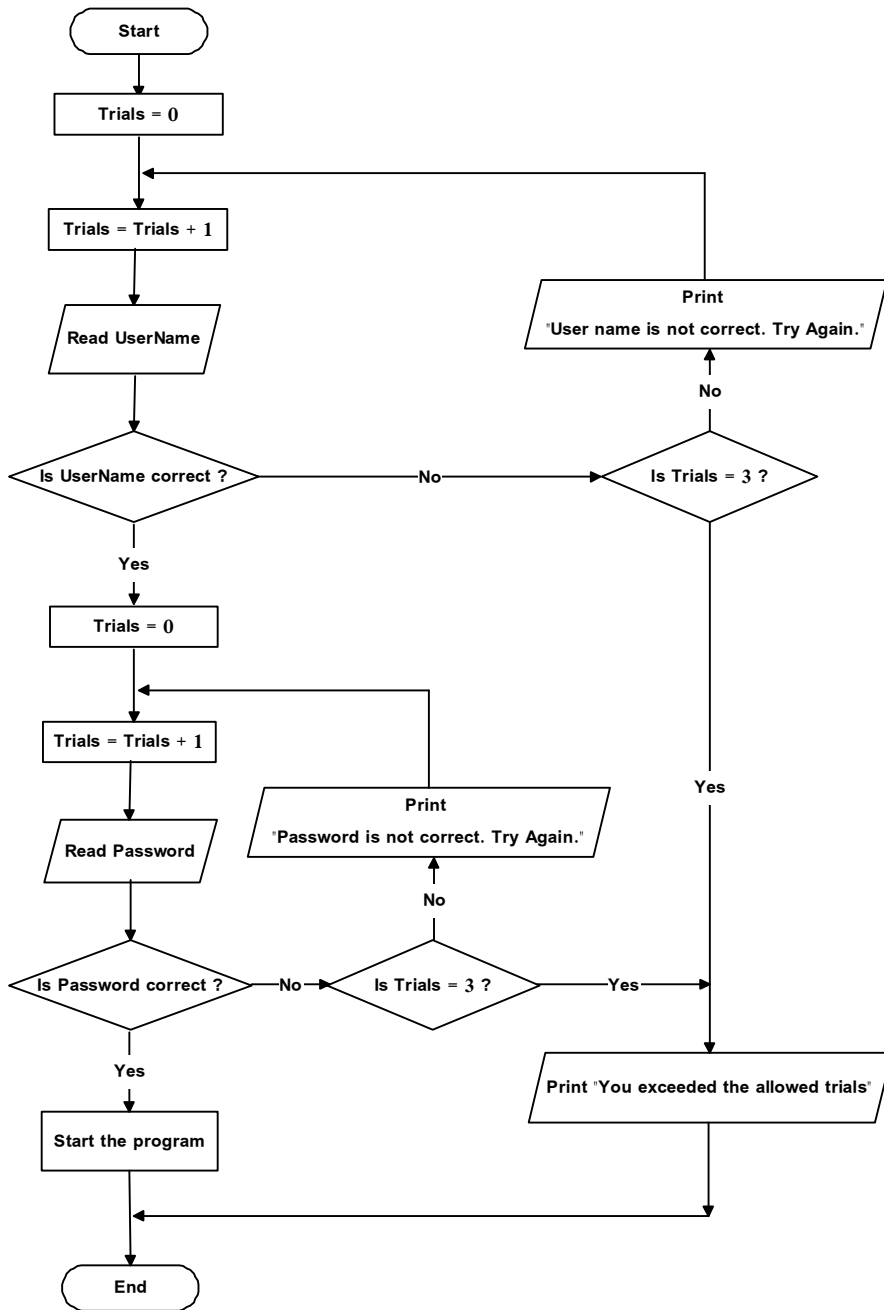 Start
Trials = 0
Trials = Trials + 1
Print
"User name is not correct. Try Again."
Read UserName
No
Is UserName correct ?
No
Is Trials = 3 ?
Yes
Trials = 0
Trials = Trials + 1
Yes
Print
"Password is not correct. Try Again."
Read Password
No
Is Password correct ?
No
Is Trials = 3 ?
Yes
Yes
Print "You exceeded the allowed trials"
Start the program
End